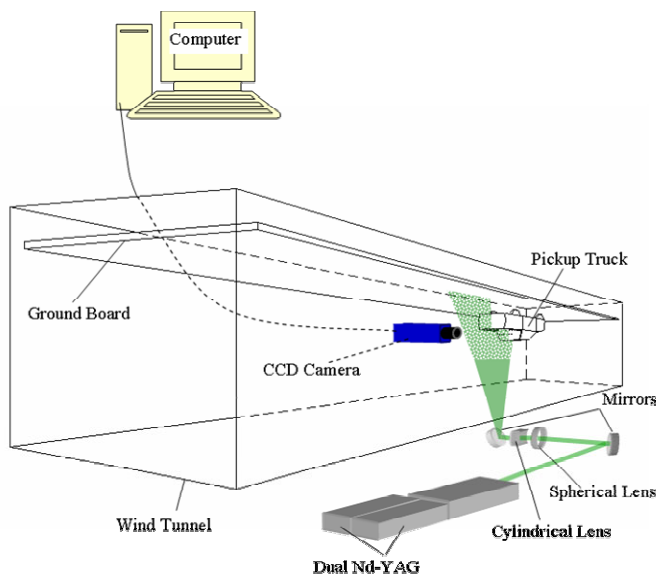 Computer
Pickup Truck
Ground Board
CCD Camera
Mirrors
Spherical Lens
Wind Tunnel
Cylindrical Lens
Dual Nd-YAG